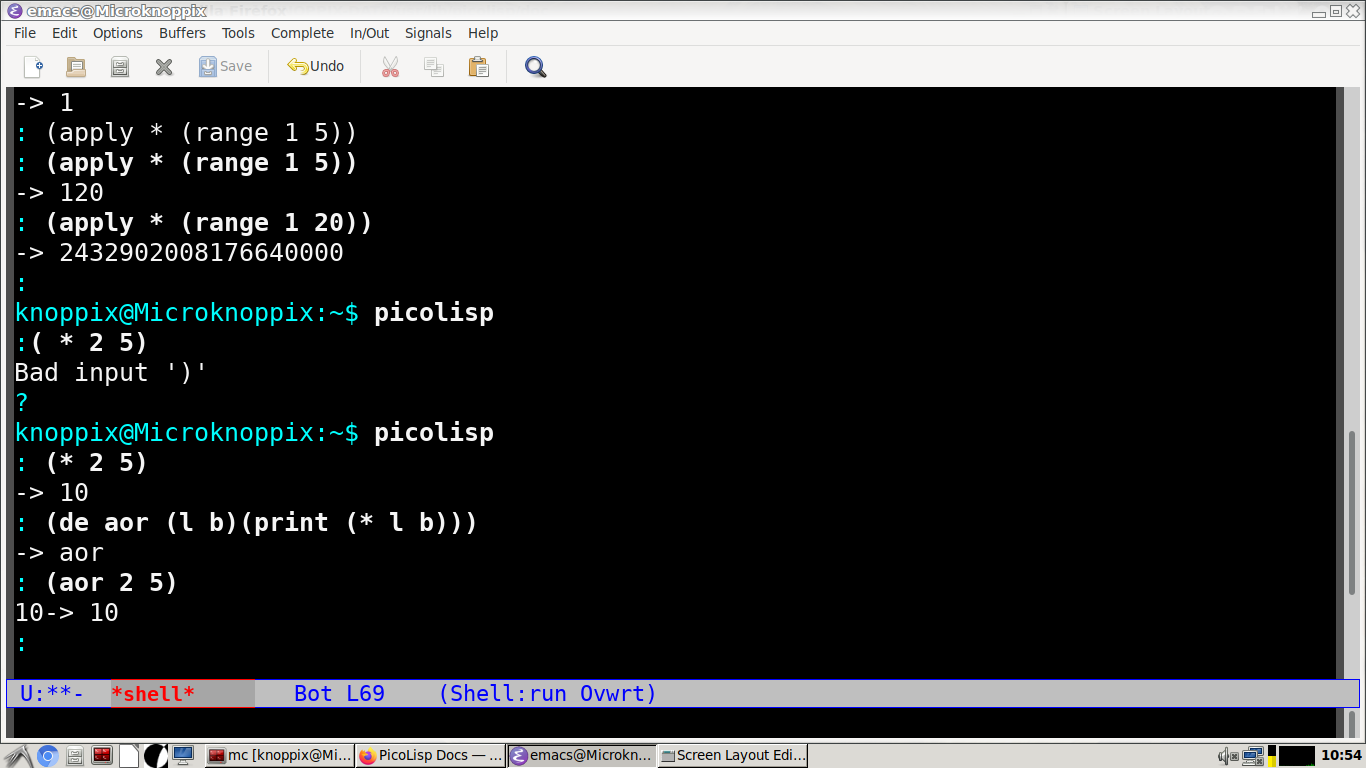 emacs@Microknoppix
File Edit Options Buffers Tools Complete In/Out Signals Help
Save Undo
-> 1
: (apply * (range 1 5))
: (apply * (range 1 5))
-> 120
: (apply * (range 1 20))
-> 2432902008176640000
:
knoppix@Microknoppix:~$ picolisp
:( * 2 5)
Bad input ')'
?
knoppix@Microknoppix:~$ picolisp
: (* 2 5)
-> 10
: (de aor (l b)(print (* l b)))
-> aor
: (aor 2 5)
10-> 10
:
U:**- *shell* Bot L69 (Shell:run Ovwrt)
mc [knoppix@Mi... PicoLisp Docs — ... emacs@Microkn... Screen Layout Edi... 10:54